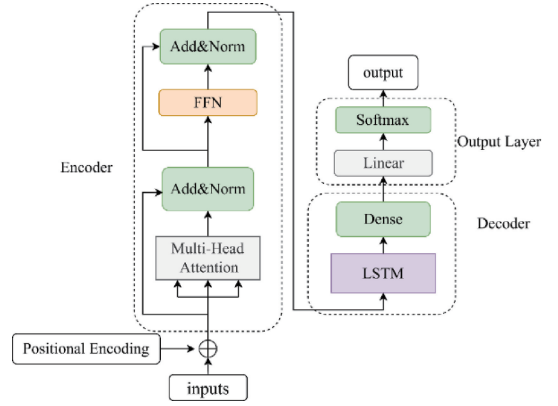 Add&Norm
FFN
Encoder
Add&Norm
Multi-Head
Attention
Positional Encoding
inputs
output
Softmax
Output Layer
Linear
Dense
Decoder
LSTM